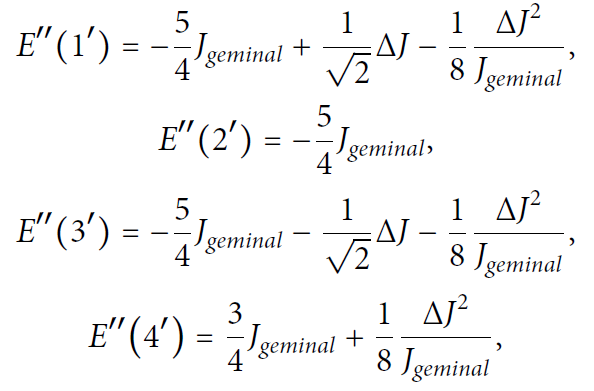 E″(1′) = −5/4 J_geminal + 1/√2 ΔJ − 1/8 ΔJ²/J_geminal,
E″(2′) = −5/4 J_geminal,
E″(3′) = −5/4 J_geminal − 1/√2 ΔJ − 1/8 ΔJ²/J_geminal,
E″(4′) = 3/4 J_geminal + 1/8 ΔJ²/J_geminal,